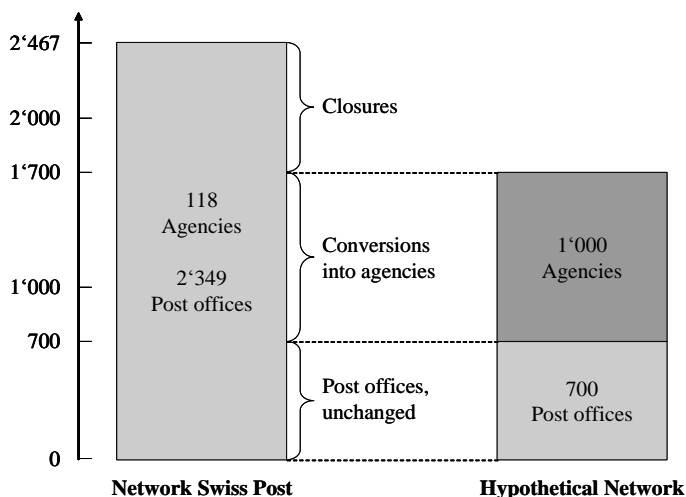 2‘467
2‘000
1‘700
1‘000
700
0
118
Agencies
2‘349
Post offices
Closures
Conversions
into agencies
Post offices,
unchanged
1‘000
Agencies
700
Post offices
Network Swiss Post
Hypothetical Network